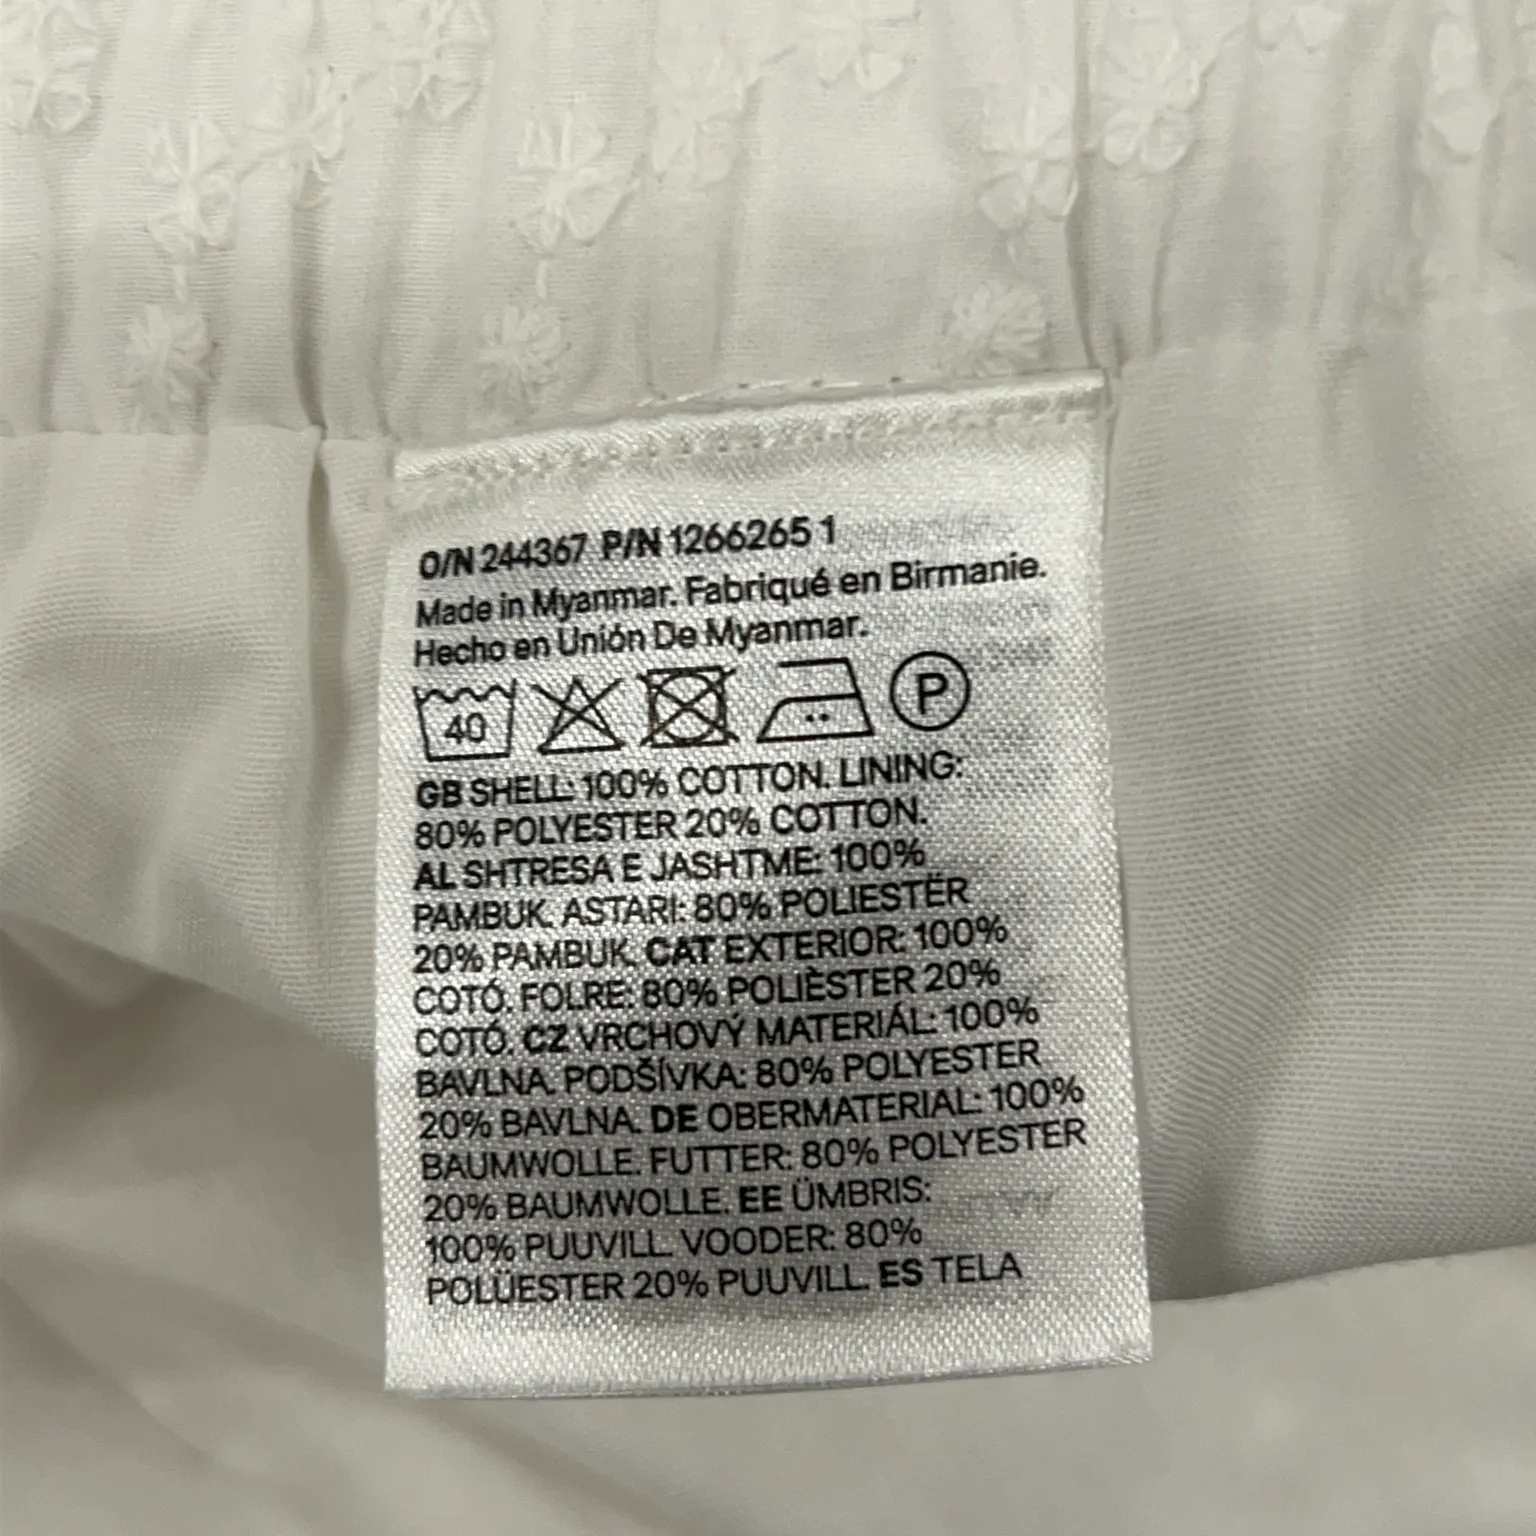 O/N 244367 P/N 1266265 1
Made in Myanmar. Fabriqué en Birmanie.
Hecho en Unión De Myanmar.
40 P
GB SHELL: 100% COTTON. LINING:
80% POLYESTER 20% COTTON.
AL SHTRESA E JASHTME: 100%
PAMBUK. ASTARI: 80% POLIESTËR
20% PAMBUK. CAT EXTERIOR: 100%
COTÓ. FOLRE: 80% POLIÈSTER 20%
COTÓ. CZ VRCHOVÝ MATERIÁL: 100%
BAVLNA. PODŠÍVKA: 80% POLYESTER
20% BAVLNA. DE OBERMATERIAL: 100%
BAUMWOLLE. FUTTER: 80% POLYESTER
20% BAUMWOLLE. EE ÜMBRIS:
100% PUUVILL. VOODER: 80%
POLÜESTER 20% PUUVILL. ES TELA